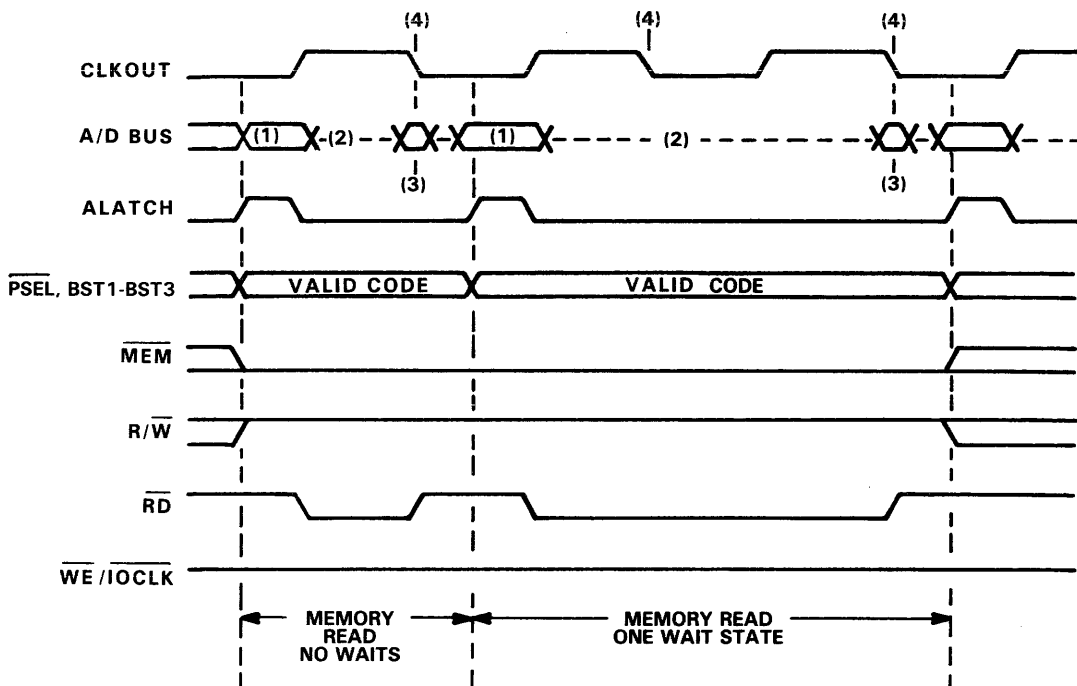 (4) (4) (4)
CLKOUT
A/D BUS (1) (2) (1) (2)
(3) (3)
ALATCH
PSEL, BST1-BST3 VALID CODE VALID CODE
MEM
R/W
RD
WE/IOCLK
MEMORY READ NO WAITS
MEMORY READ ONE WAIT STATE